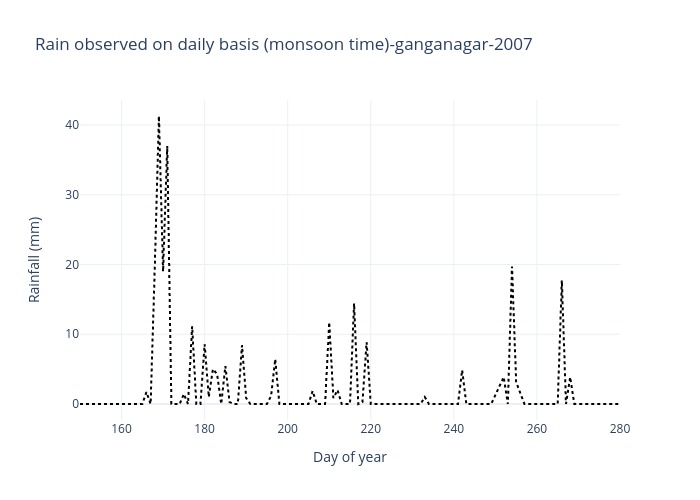 Rain observed on daily basis (monsoon time)-ganganagar-2007
Rainfall (mm)
40
30
20
10
0
160 180 200 220 240 260 280
Day of year